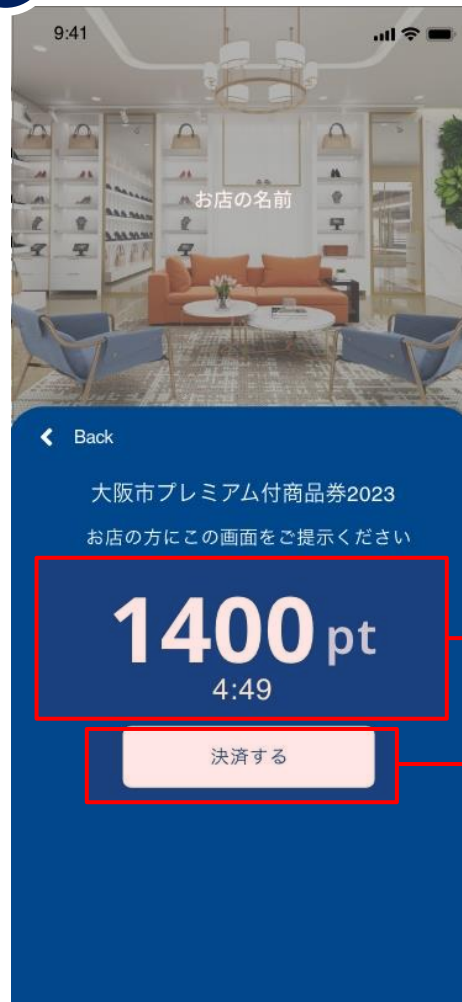 9:41
お店の名前
Back
大阪市プレミアム付商品券2023
お店の方にこの画面をご提示ください
1400 pt
4:49
決済する